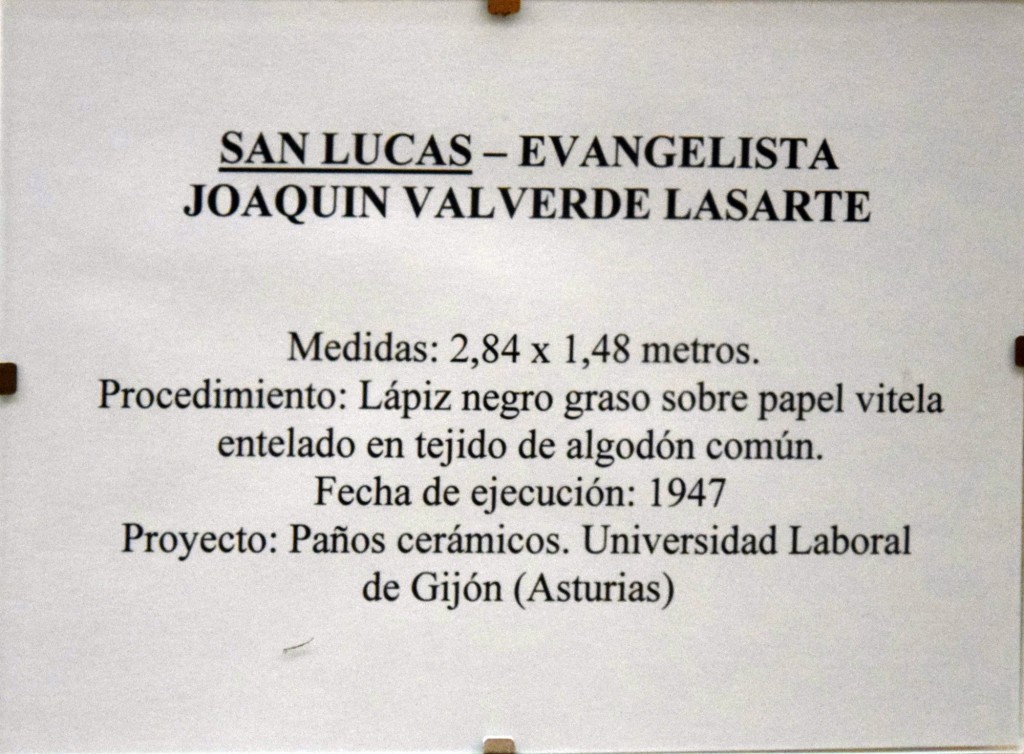 SAN LUCAS – EVANGELISTA
JOAQUIN VALVERDE LASARTE
Medidas: 2,84 x 1,48 metros.
Procedimiento: Lápiz negro graso sobre papel vitela
entelado en tejido de algodón común.
Fecha de ejecución: 1947
Proyecto: Paños cerámicos. Universidad Laboral
de Gijón (Asturias)